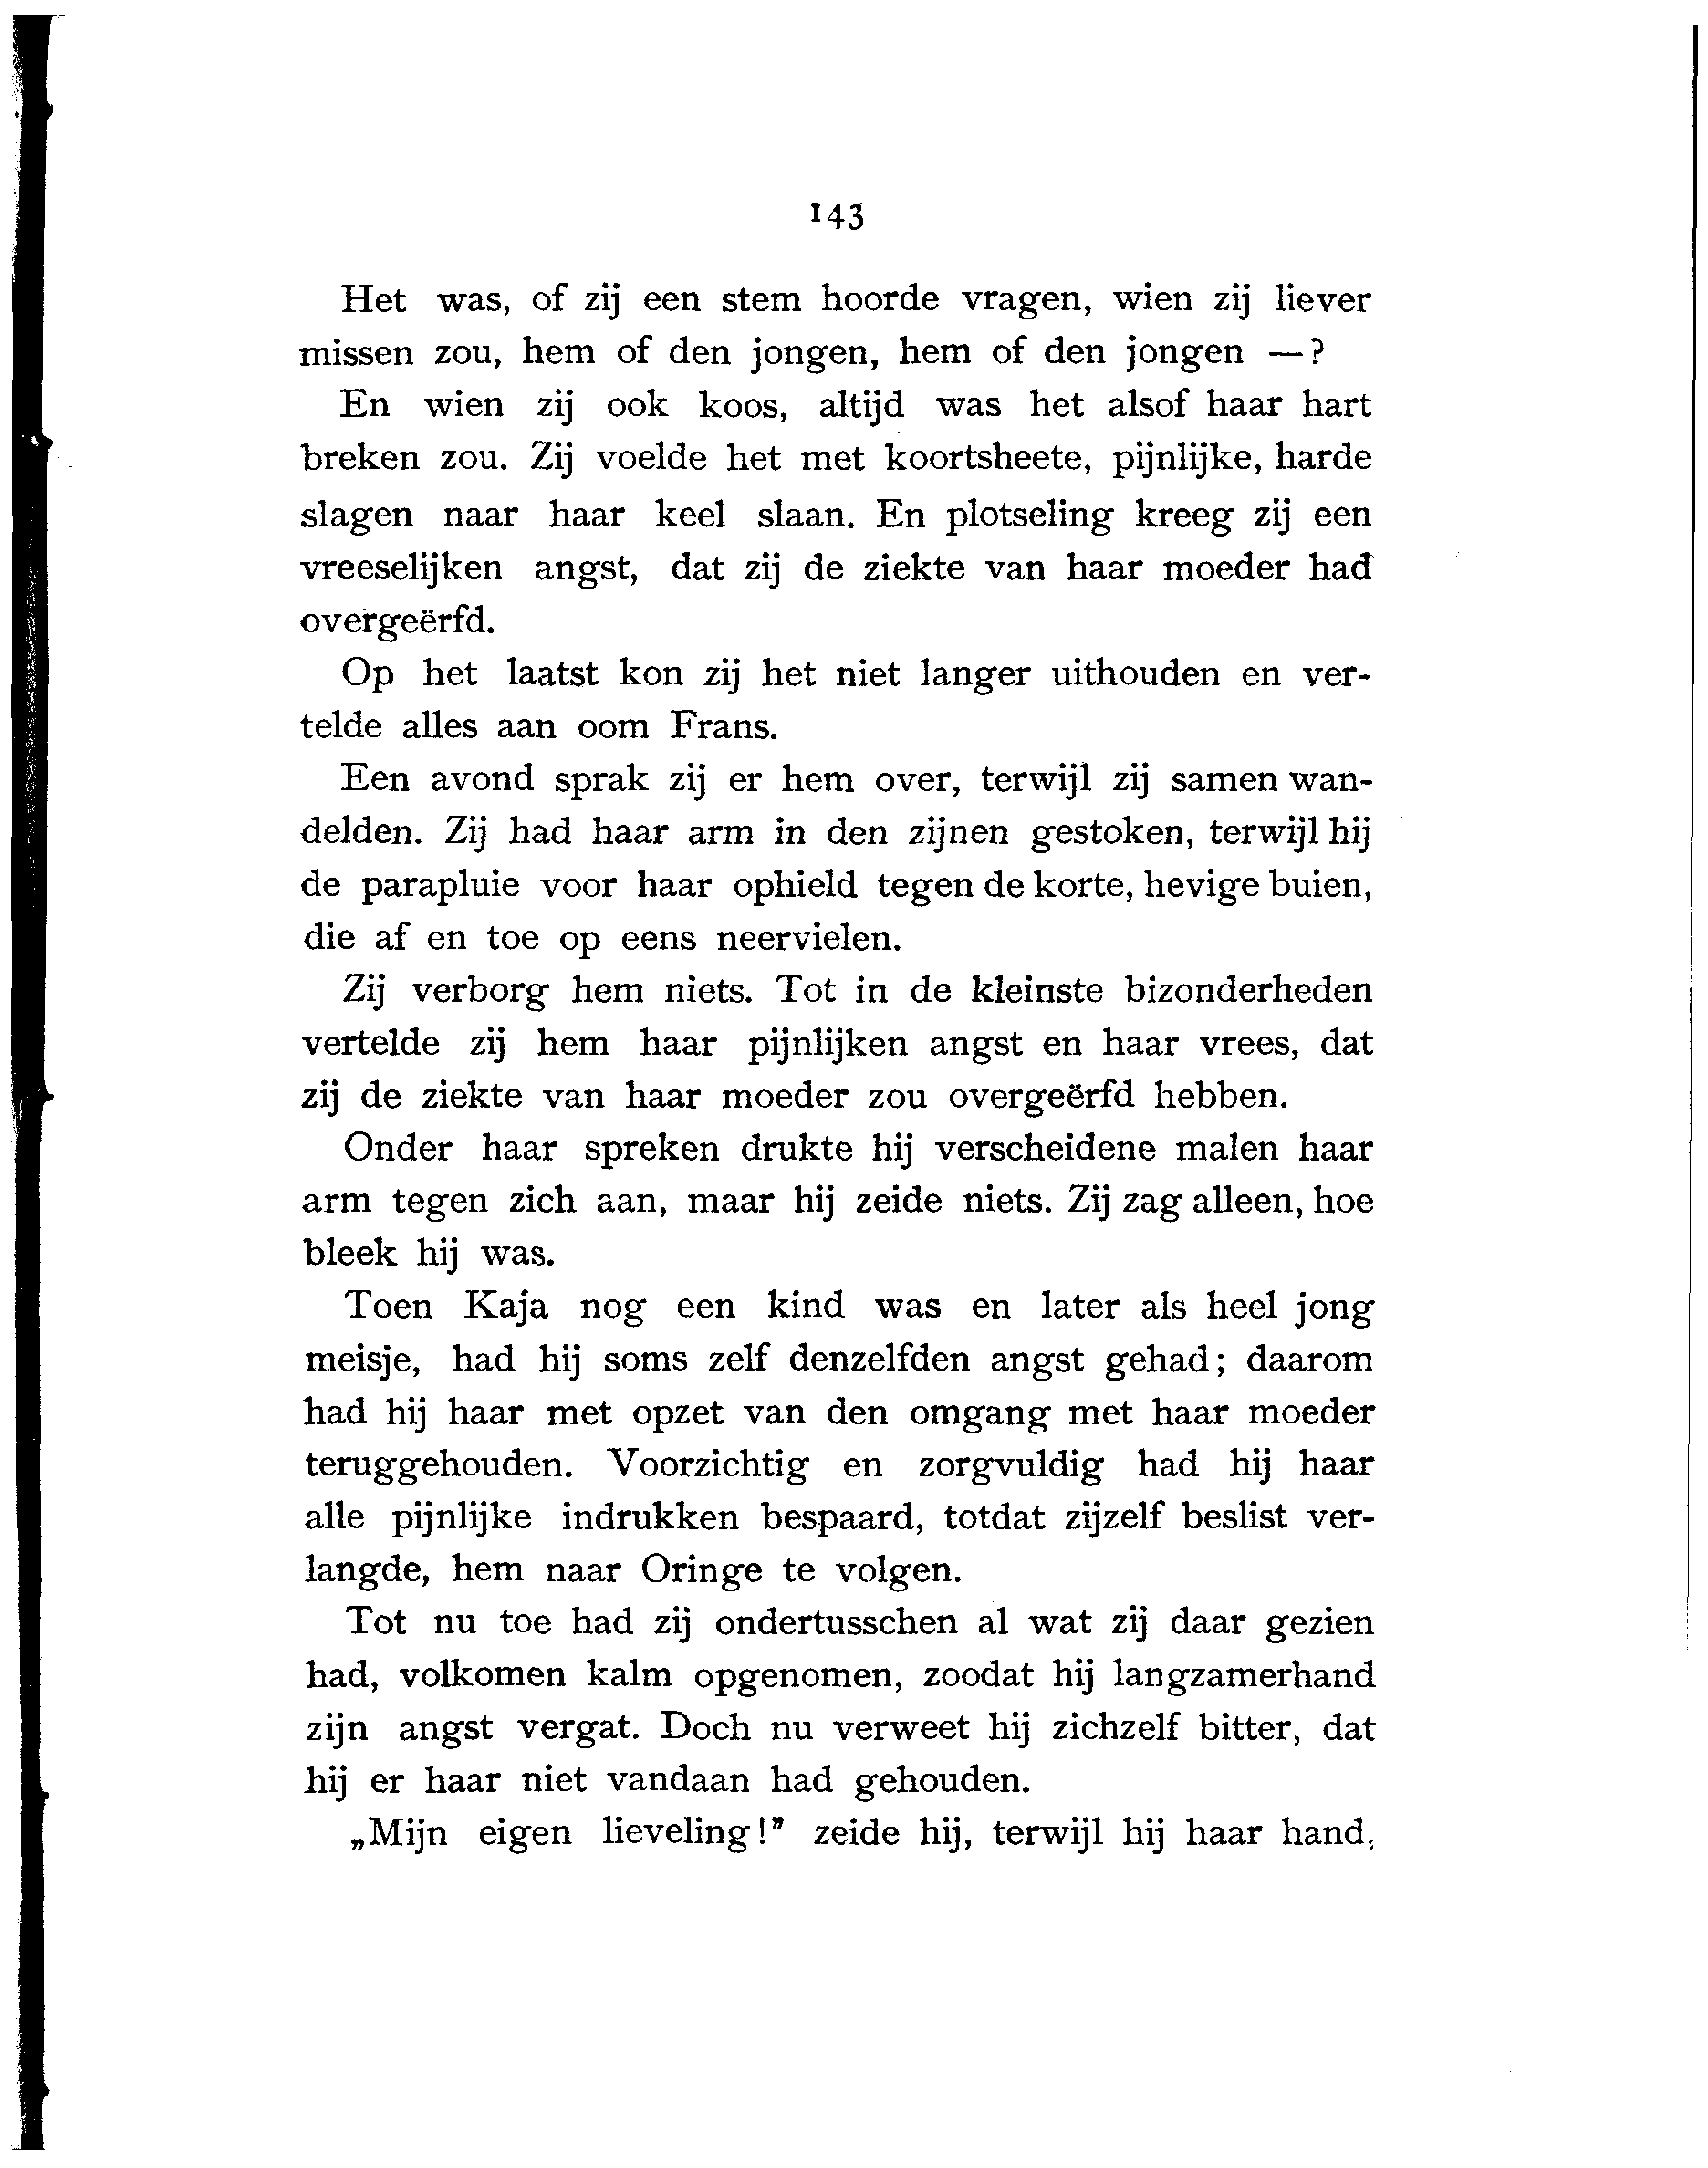 143
Het was, of zij een stem hoorde vragen, wien zij liever
missen zou, hem of den jongen, hem of den jongen —?
En wien zij ook koos, altijd was het alsof haar hart
breken zou. Zij voelde het met koortsheete, pijnlijke, harde
slagen naar haar keel slaan. En plotseling kreeg zij een
vreeselijken angst, dat zij de ziekte van haar moeder had
overgeërfd.
Op het laatst kon zij het niet langer uithouden en ver-
telde alles aan oom Frans.
Een avond sprak zij er hem over, terwijl zij samen wan-
delden. Zij had haar arm in den zijnen gestoken, terwijl hij
de parapluie voor haar ophield tegen de korte, hevige buien,
die af en toe op eens neervielen.
Zij verborg hem niets. Tot in de kleinste bizonderheden
vertelde zij hem haar pijnlijken angst en haar vrees, dat
zij de ziekte van haar moeder zou overgeërfd hebben.
Onder haar spreken drukte hij verscheidene malen haar
arm tegen zich aan, maar hij zeide niets. Zij zag alleen, hoe
bleek hij was.
Toen Kaja nog een kind was en later als heel jong
meisje, had hij soms zelf denzelfden angst gehad; daarom
had hij haar met opzet van den omgang met haar moeder
teruggehouden. Voorzichtig en zorgvuldig had hij haar
alle pijnlijke indrukken bespaard, totdat zijzelf beslist ver-
langde, hem naar Oringe te volgen.
Tot nu toe had zij ondertusschen al wat zij daar gezien
had, volkomen kalm opgenomen, zoodat hij langzamerhand
zijn angst vergat. Doch nu verweet hij zichzelf bitter, dat
hij er haar niet vandaan had gehouden.
„Mijn eigen lieveling!” zeide hij, terwijl hij haar hand,